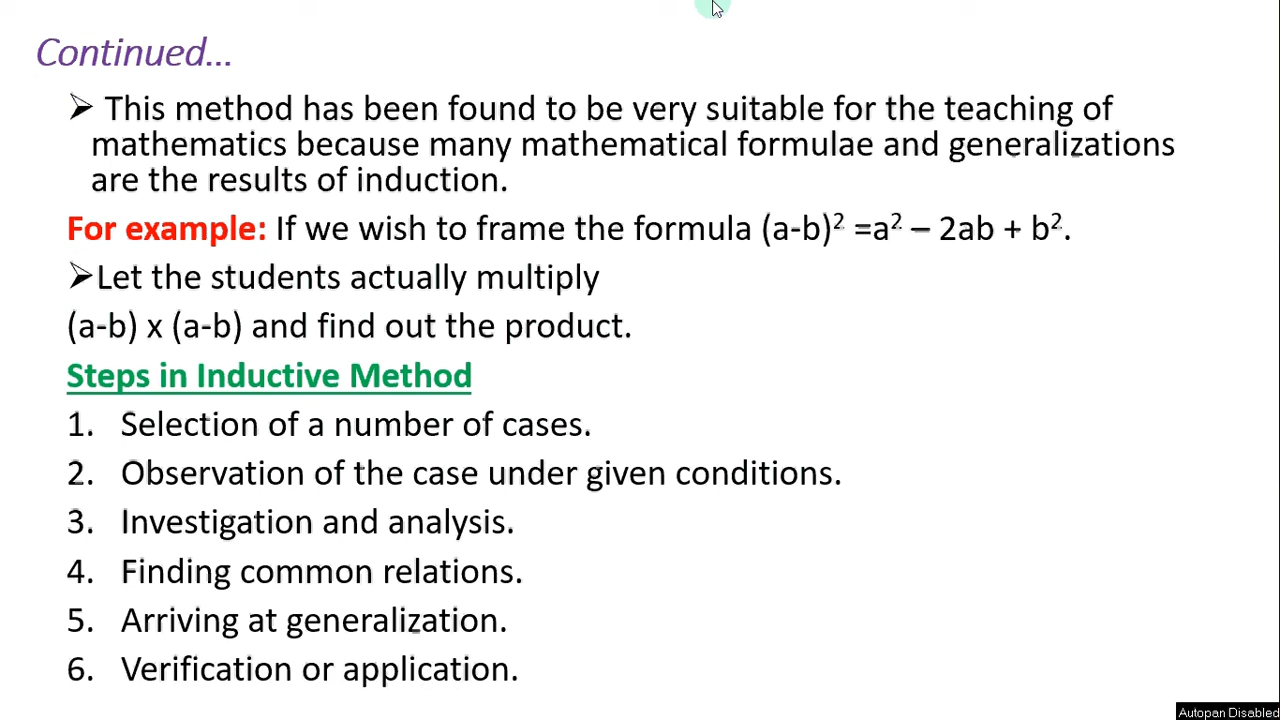 Continued...
➢ This method has been found to be very suitable for the teaching of
mathematics because many mathematical formulae and generalizations
are the results of induction.
For example: If we wish to frame the formula (a-b)² =a² – 2ab + b².
➢Let the students actually multiply
(a-b) x (a-b) and find out the product.
Steps in Inductive Method
1. Selection of a number of cases.
2. Observation of the case under given conditions.
3. Investigation and analysis.
4. Finding common relations.
5. Arriving at generalization.
6. Verification or application.
Autopan Disabled